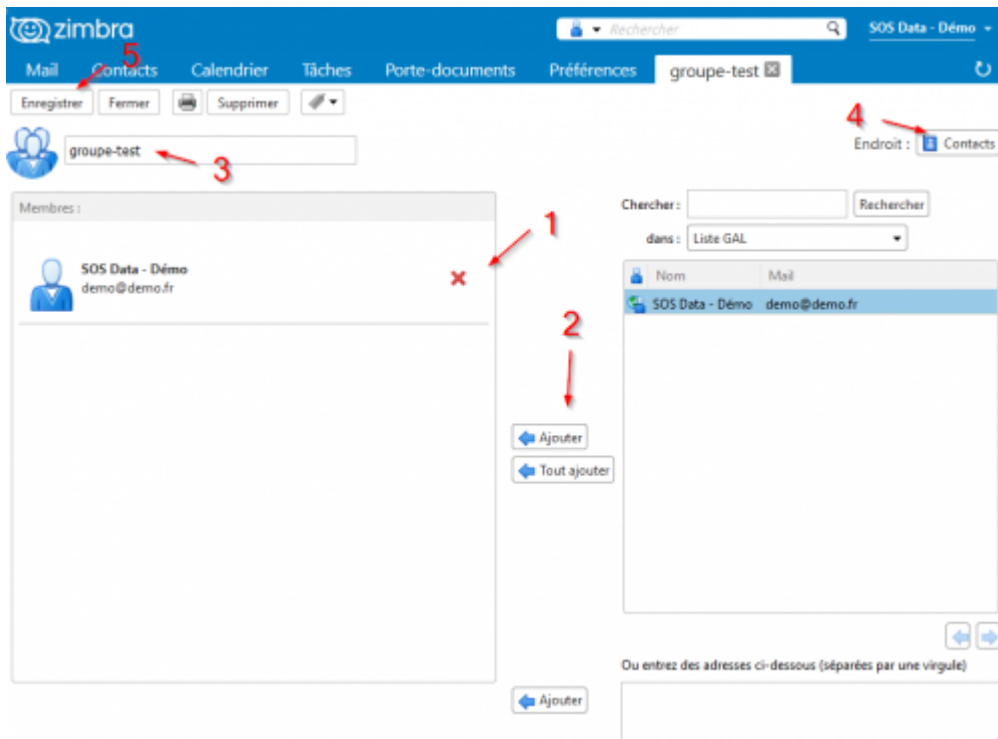 zimbra
Rechercher
SOS Data - Démo
5
Mail Contacts Calendrier Tâches Porte-documents Préférences groupe-test
Enregistrer Fermer Supprimer
4
groupe-test
3
Endroit : Contacts
Membres :
1
Chercher : Rechercher
dans : Liste GAL
SOS Data - Démo
demo@demo.fr
Nom Mail
SOS Data - Démo demo@demo.fr
2
Ajouter
Tout ajouter
Ou entrez des adresses ci-dessous (séparées par une virgule)
Ajouter